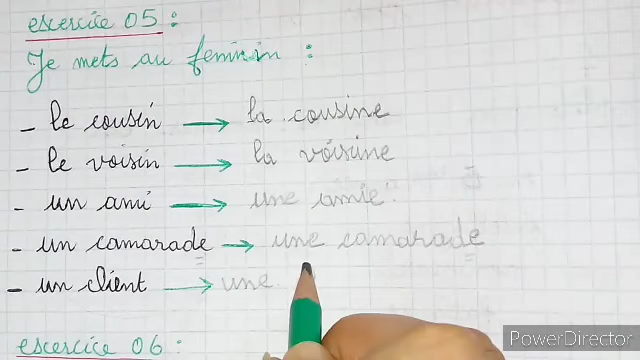 exercice 05 :
Je mets au feminin :
- le cousin → la cousine
- le voisin → la voisine
- un ami → une amie.
- un camarade → une camarade
- un client → une
exercice 06 :
PowerDirector